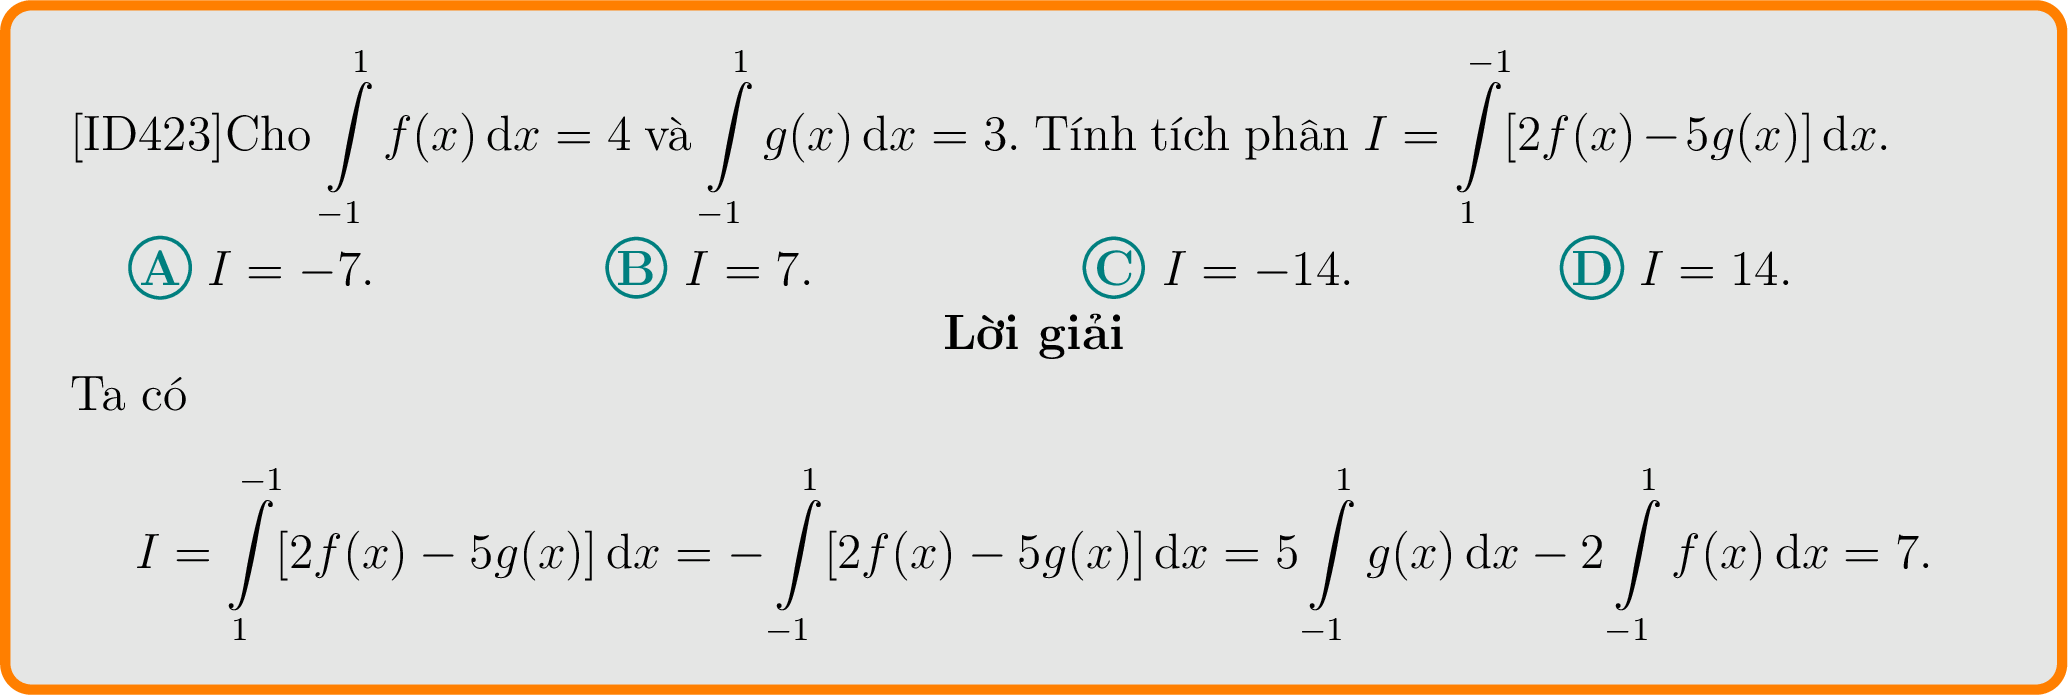 [ID423]Cho $\int\limits_{-1}^{1} f(x)\,\mathrm{d}x = 4$ và $\int\limits_{-1}^{1} g(x)\,\mathrm{d}x = 3$. Tính tích phân $I = \int\limits_{1}^{-1} [2f(x) - 5g(x)]\,\mathrm{d}x$.
Ⓐ $I = -7$. Ⓑ $I = 7$. Ⓒ $I = -14$. Ⓓ $I = 14$.
Lời giải
Ta có
$I = \int\limits_{1}^{-1} [2f(x) - 5g(x)]\,\mathrm{d}x = -\int\limits_{-1}^{1} [2f(x) - 5g(x)]\,\mathrm{d}x = 5\int\limits_{-1}^{1} g(x)\,\mathrm{d}x - 2\int\limits_{-1}^{1} f(x)\,\mathrm{d}x = 7.$